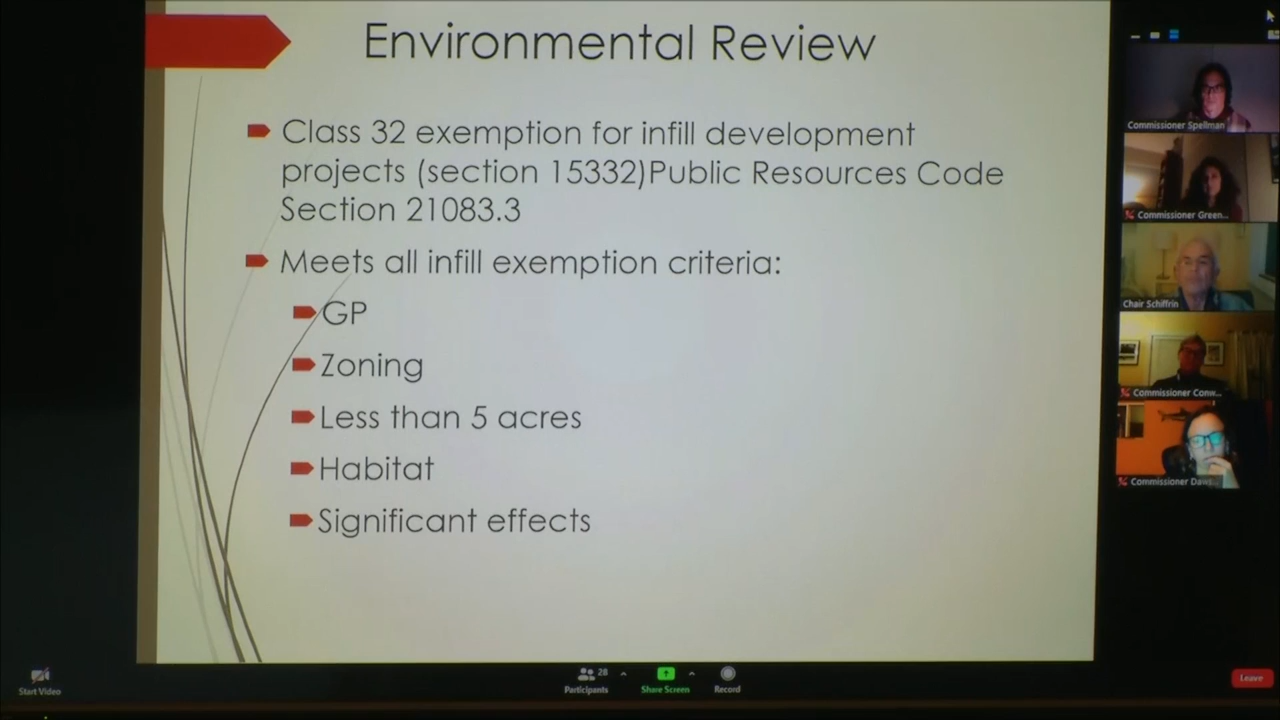 Environmental Review
Class 32 exemption for infill development
projects (section 15332)Public Resources Code
Section 21083.3
Meets all infill exemption criteria:
GP
Zoning
Less than 5 acres
Habitat
Significant effects
Commissioner Spellman
Commissioner Green...
Chair Schiffrin
Commissioner Conw...
Commissioner Daws...
Start Video
28
Participants
Share Screen
Record
Leave